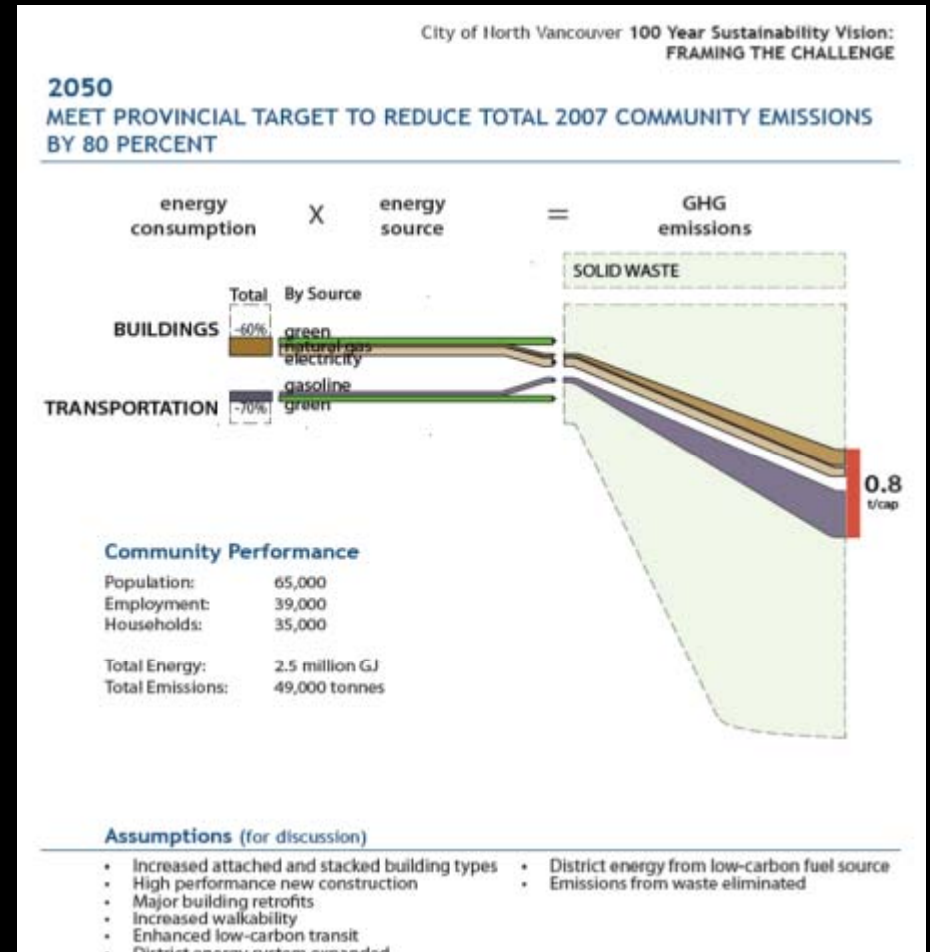 City of North Vancouver 100 Year Sustainability Vision:
FRAMING THE CHALLENGE
2050
MEET PROVINCIAL TARGET TO REDUCE TOTAL 2007 COMMUNITY EMISSIONS
BY 80 PERCENT
energy consumption
X
energy source
=
GHG emissions
SOLID WASTE
Total By Source
BUILDINGS
-60%
green
natural gas
electricity
TRANSPORTATION
-70%
gasoline
green
0.8
t/cap
Community Performance
Population: 65,000
Employment: 39,000
Households: 35,000
Total Energy: 2.5 million GJ
Total Emissions: 49,000 tonnes
Assumptions (for discussion)
• Increased attached and stacked building types
• High performance new construction
• Major building retrofits
• Increased walkability
• Enhanced low-carbon transit
• District energy system expanded
• District energy from low-carbon fuel source
• Emissions from waste eliminated